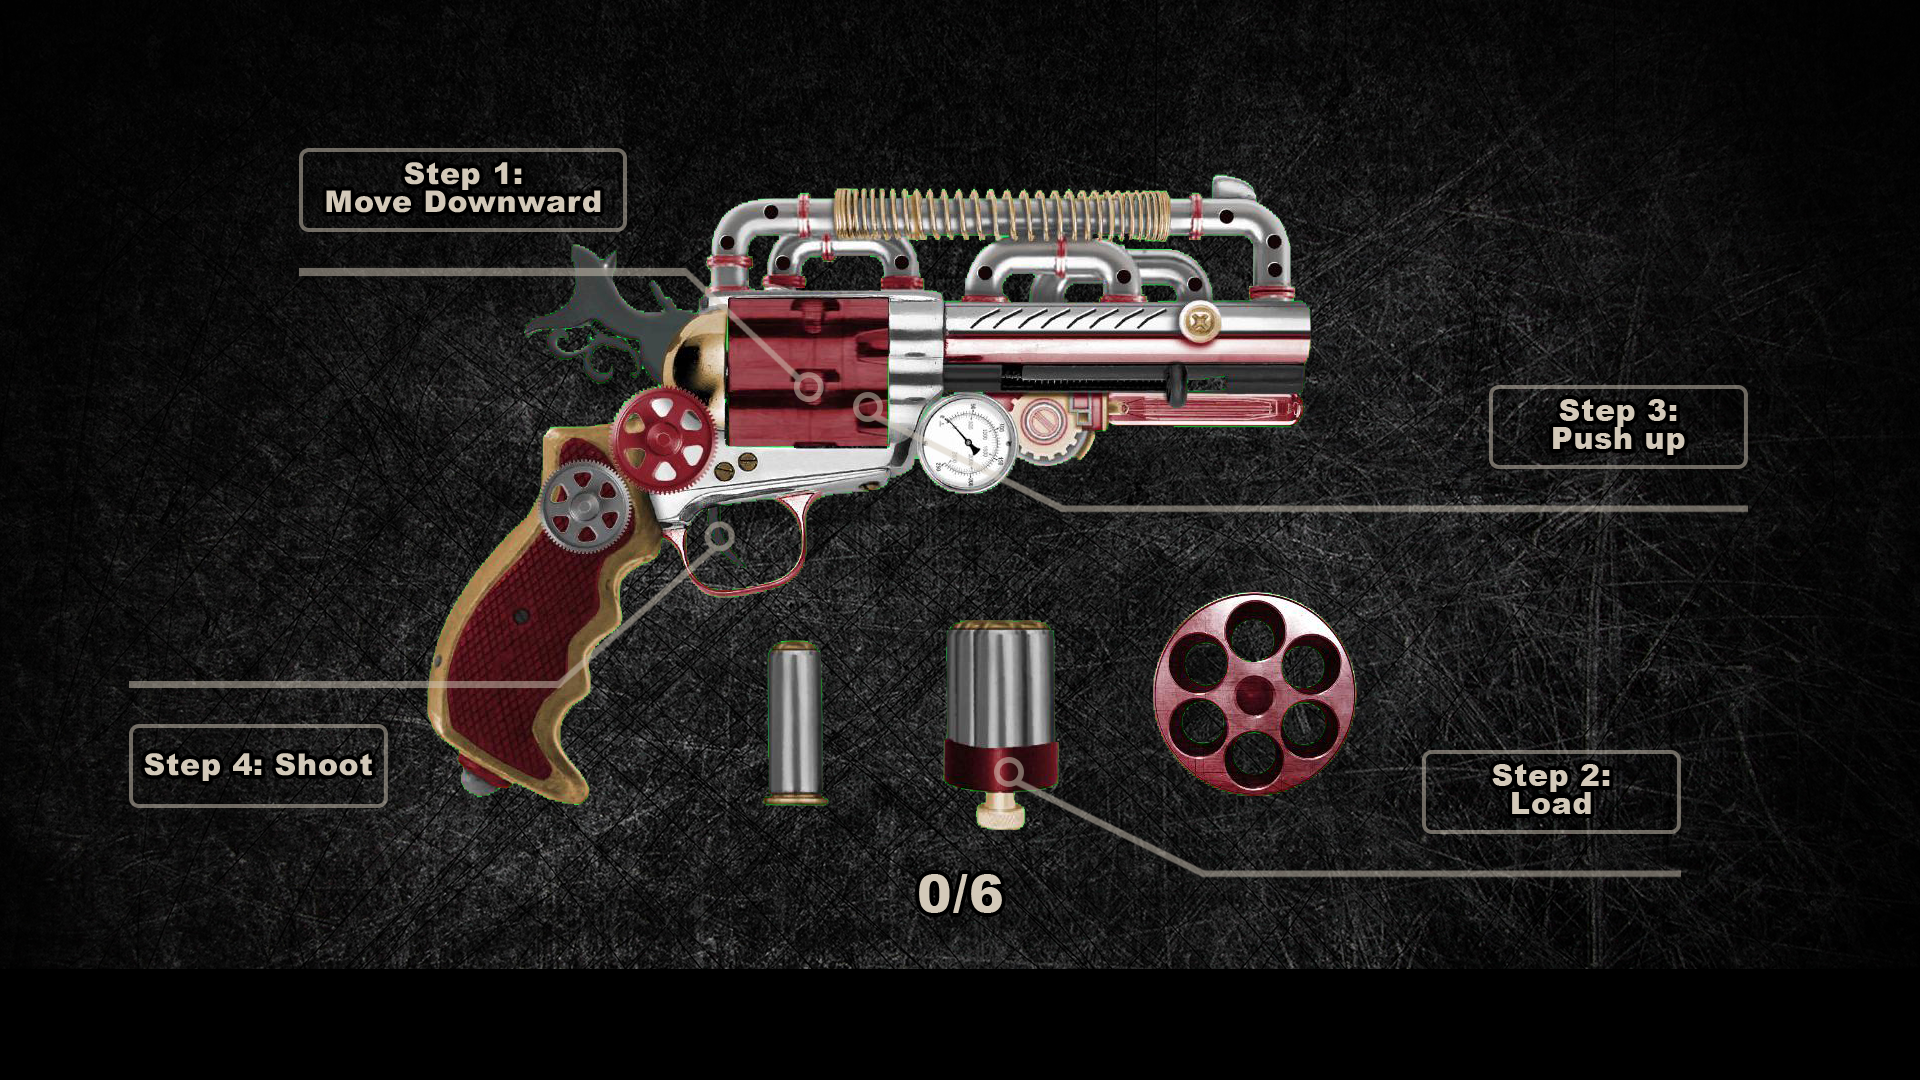 Step 1:
Move Downward
Step 3:
Push up
Step 4: Shoot
Step 2:
Load
0/6